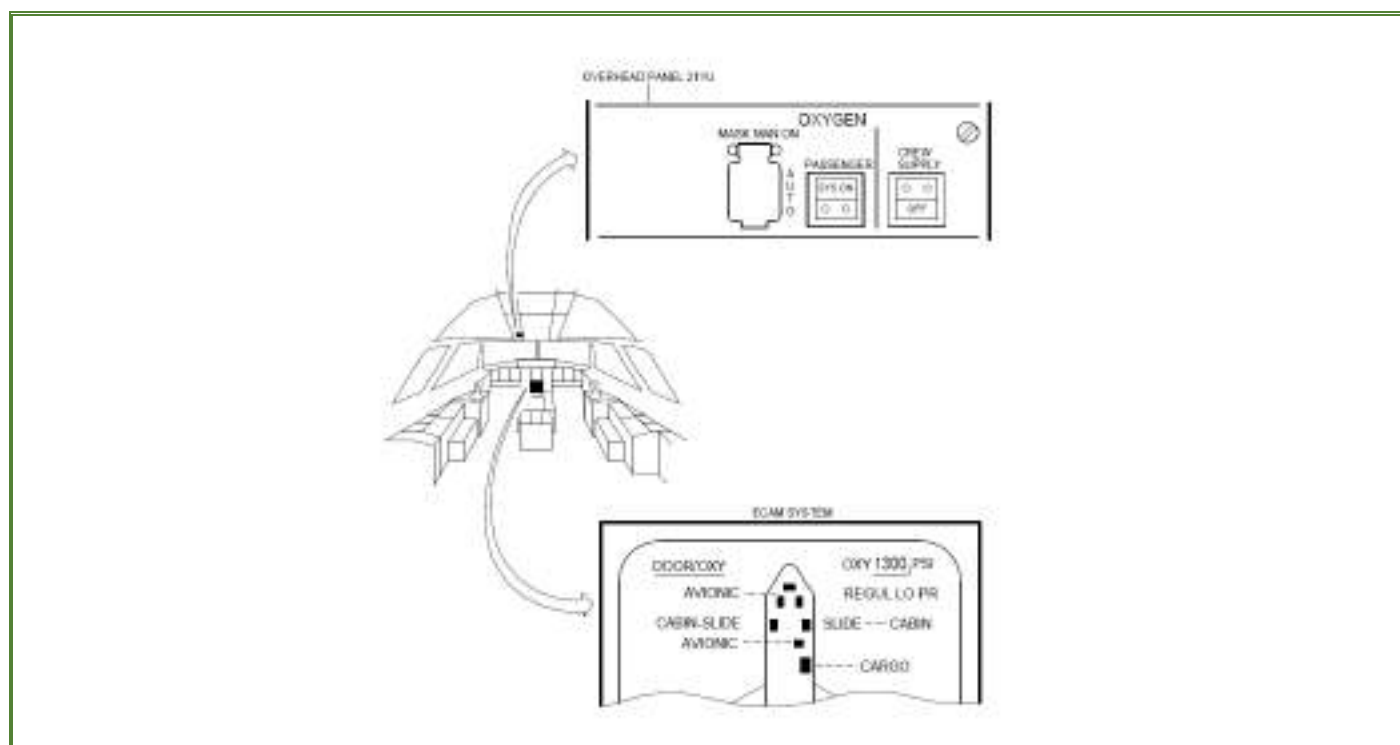 OVERHEAD PANEL 211VU
OXYGEN
MASK MAN ON
AUTO
PASSENGER
SYS ON
CREW
SUPPLY
OFF
ECAM SYSTEM
DOOR/OXY
OXY 1300 PSI
AVIONIC
REGUL LO PR
CABIN-SLIDE
SLIDE --- CABIN
AVIONIC
CARGO